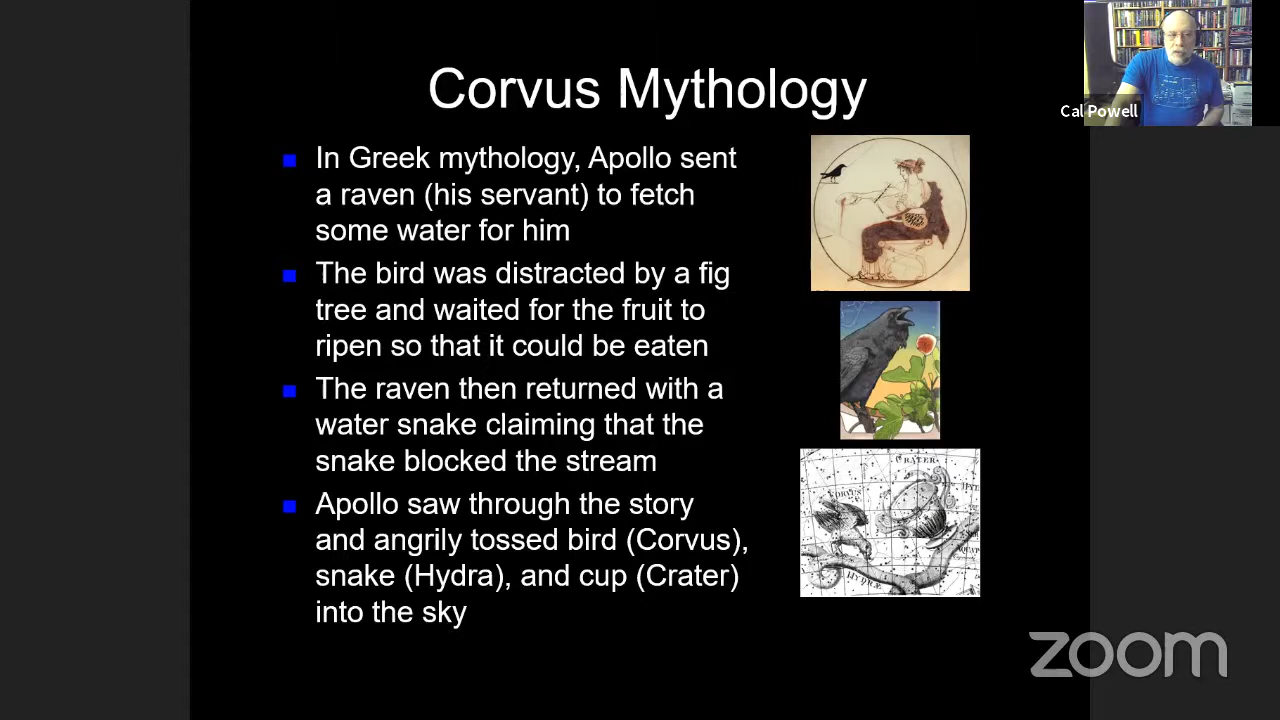 Corvus Mythology
Cal Powell
In Greek mythology, Apollo sent
a raven (his servant) to fetch
some water for him
The bird was distracted by a fig
tree and waited for the fruit to
ripen so that it could be eaten
The raven then returned with a
water snake claiming that the
snake blocked the stream
Apollo saw through the story
and angrily tossed bird (Corvus),
snake (Hydra), and cup (Crater)
into the sky
CRATER
CORVUS
HYDRÆ
zoom